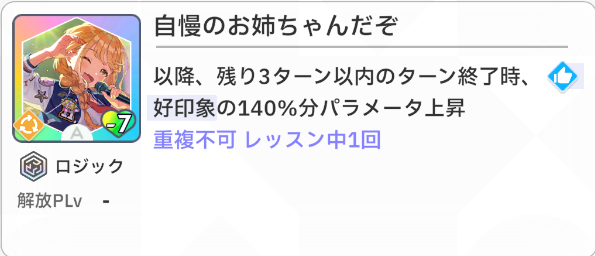 自慢のお姉ちゃんだぞ
以降、残り3ターン以内のターン終了時、
好印象の140%分パラメータ上昇
重複不可 レッスン中1回
-7
A
ロジック
解放PLv -